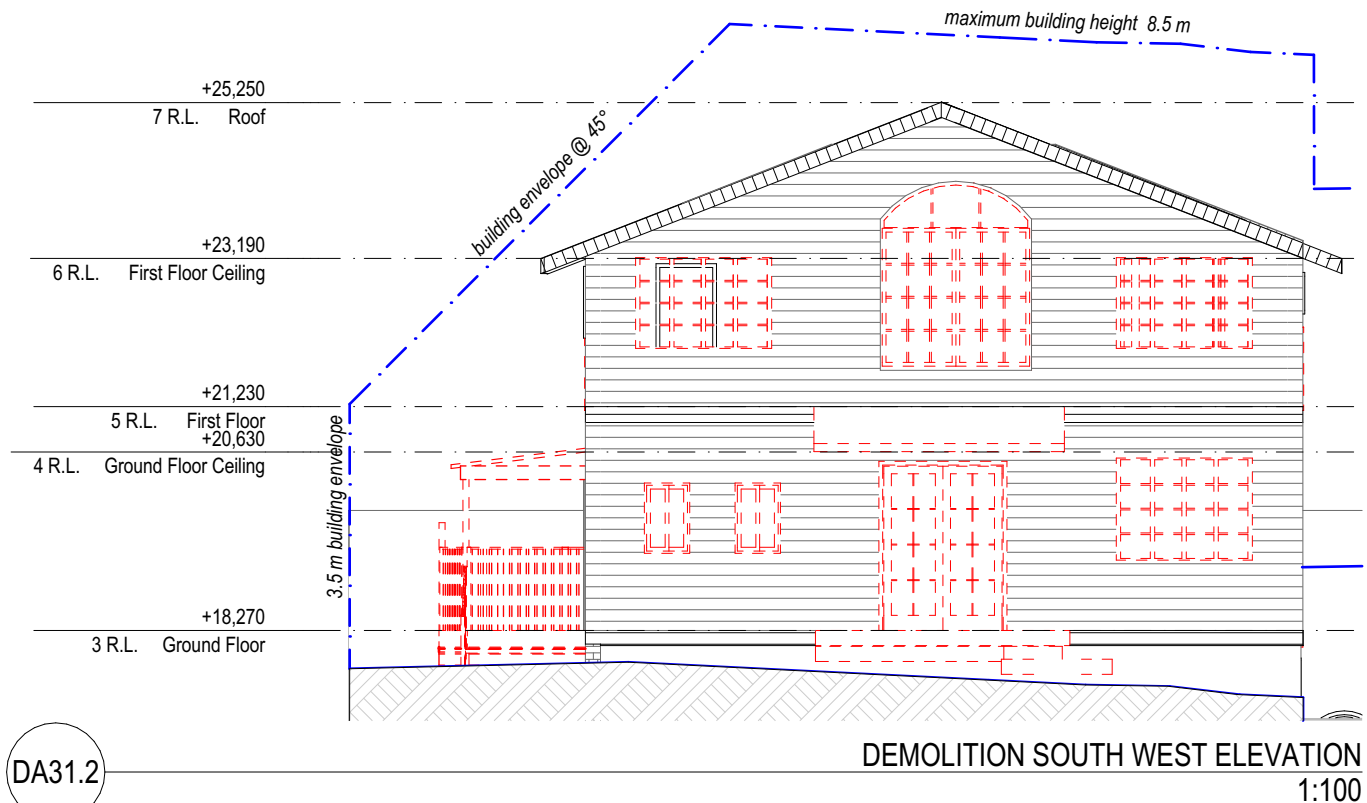 maximum building height 8.5 m
+25,250
7 R.L. Roof
building envelope @ 45°
+23,190
6 R.L. First Floor Ceiling
+21,230
5 R.L. First Floor
+20,630
4 R.L. Ground Floor Ceiling
3.5 m building envelope
+18,270
3 R.L. Ground Floor
DA31.2
DEMOLITION SOUTH WEST ELEVATION
1:100